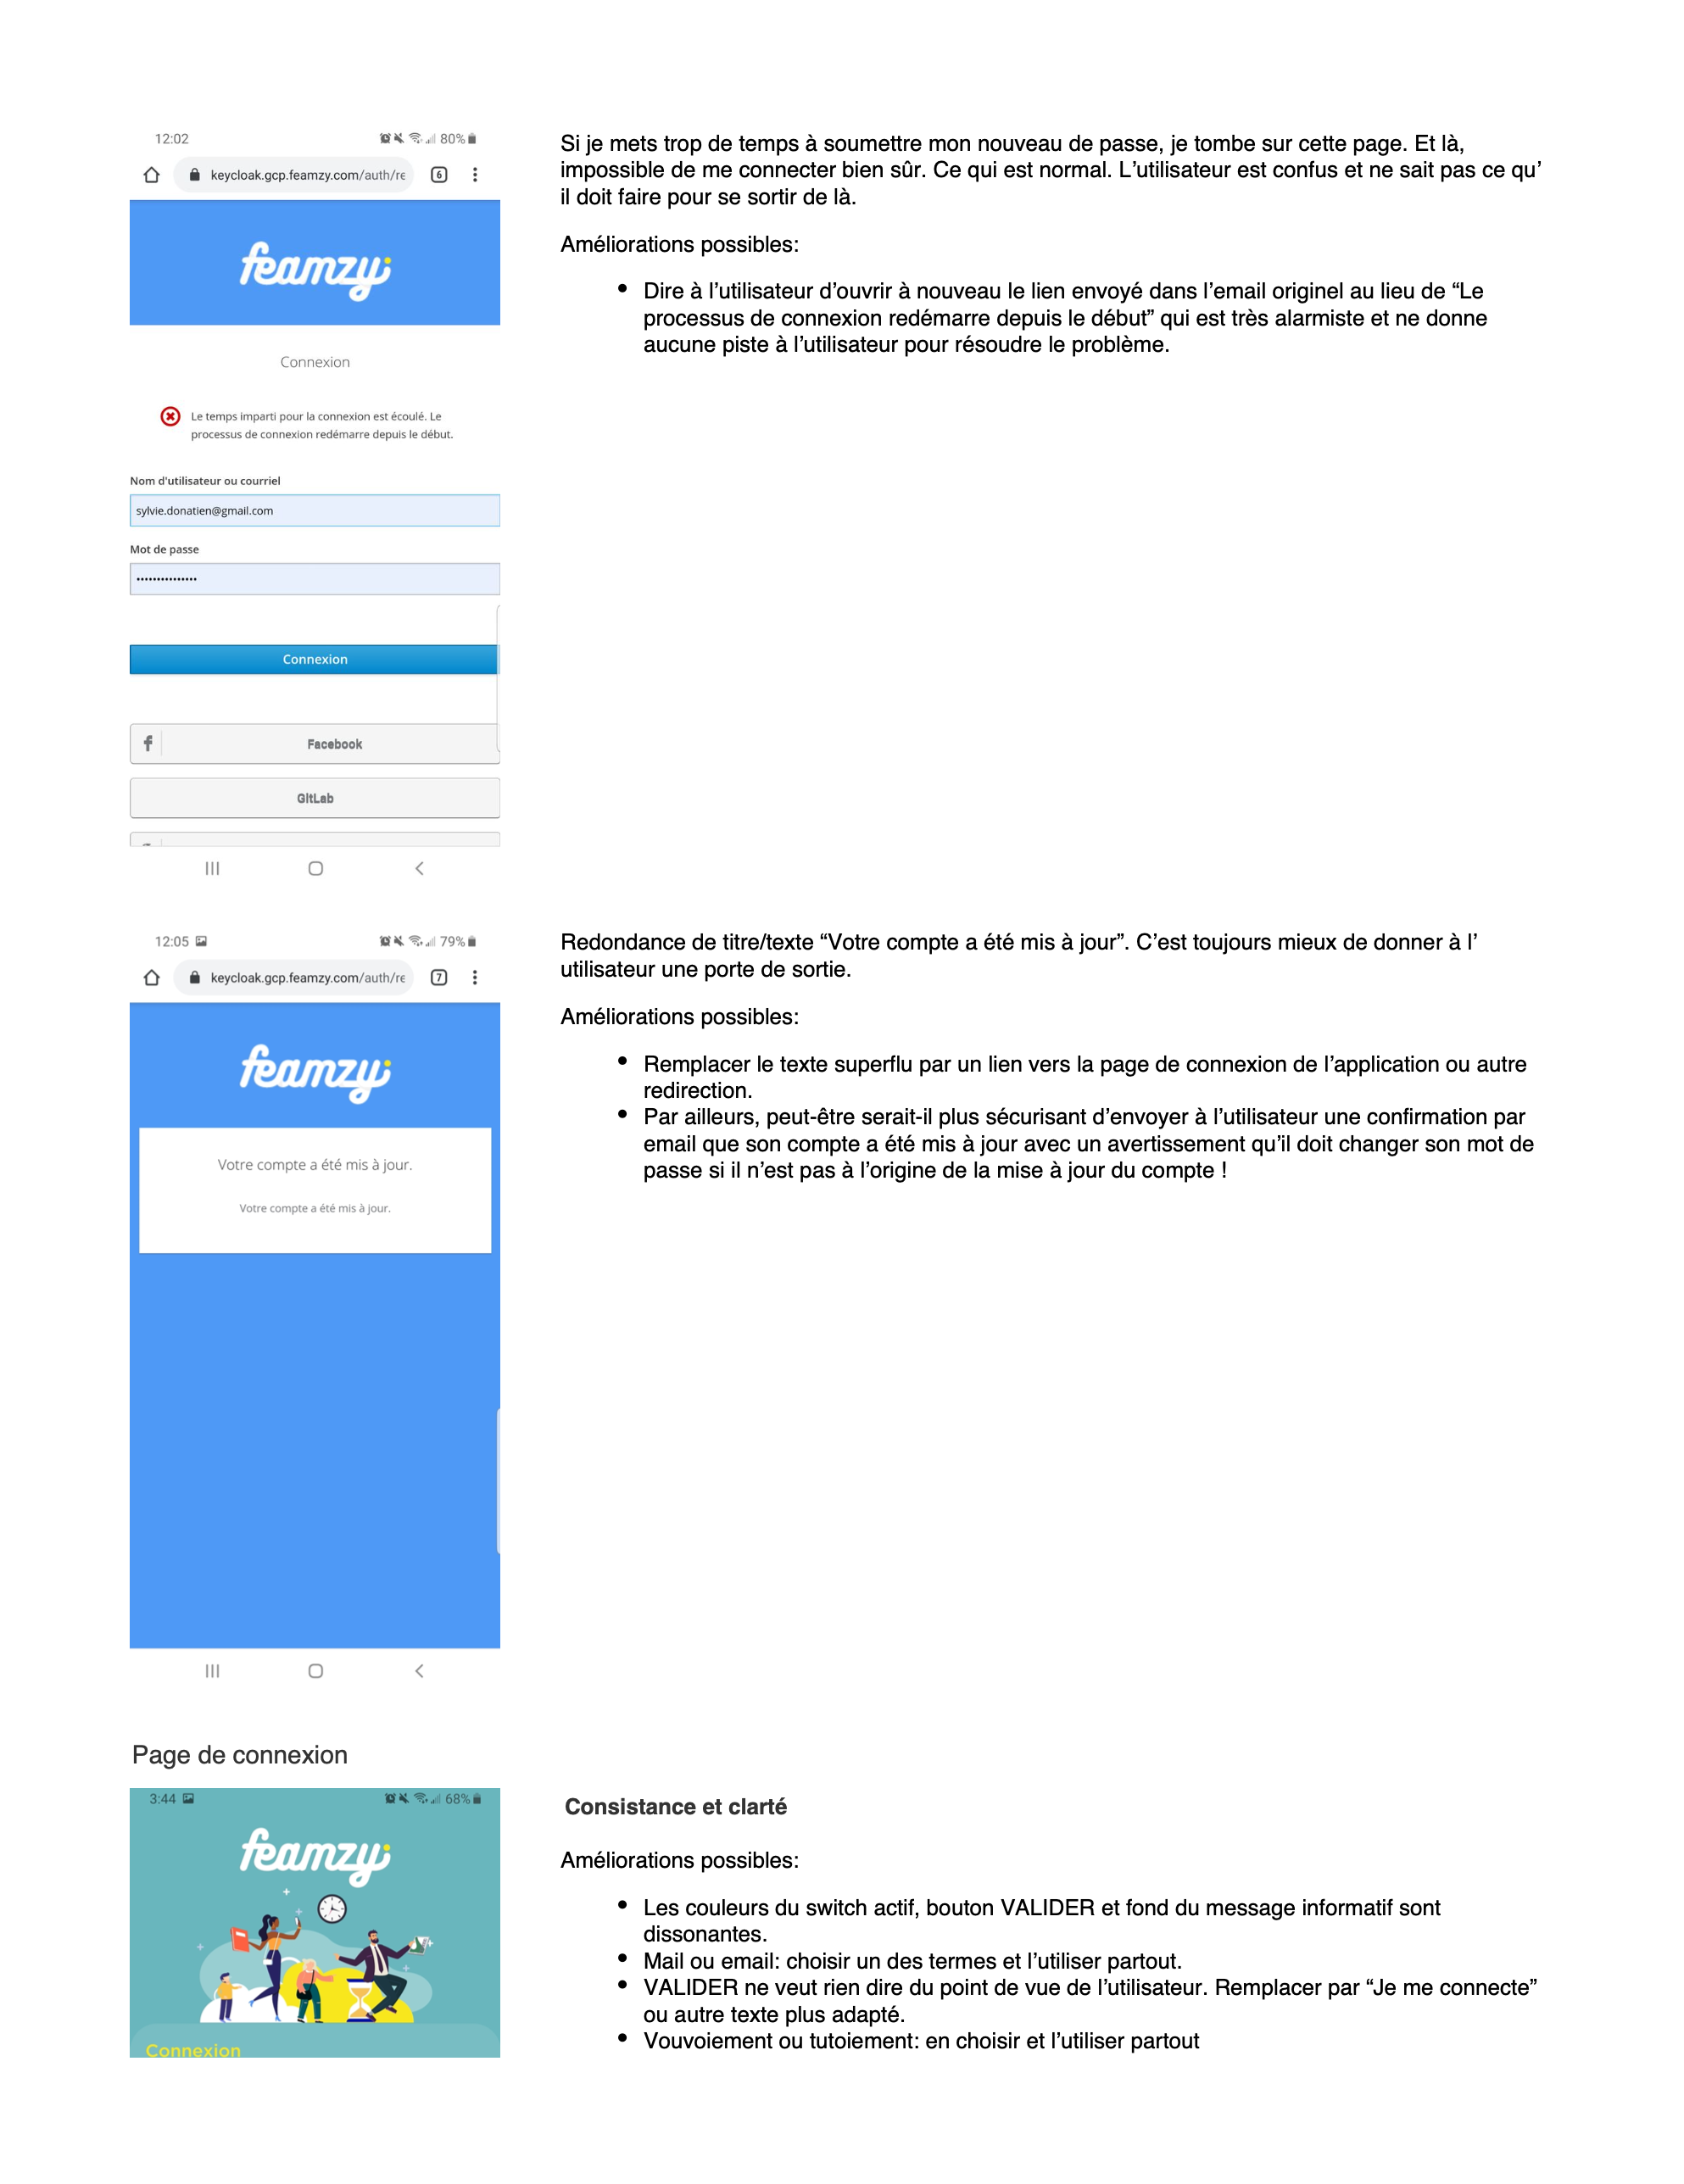 12:02
80%
keycloak.gcp.feamzy.com/auth/re
6
feamzy
Connexion
Le temps imparti pour la connexion est écoulé. Le
processus de connexion redémarre depuis le début.
Nom d'utilisateur ou courriel
sylvie.donatien@gmail.com
Mot de passe
•••••••••••••••
Connexion
Facebook
GitLab
Si je mets trop de temps à soumettre mon nouveau de passe, je tombe sur cette page. Et là,
impossible de me connecter bien sûr. Ce qui est normal. L’utilisateur est confus et ne sait pas ce qu’
il doit faire pour se sortir de là.
Améliorations possibles:
• Dire à l’utilisateur d’ouvrir à nouveau le lien envoyé dans l’email originel au lieu de “Le
processus de connexion redémarre depuis le début” qui est très alarmiste et ne donne
aucune piste à l’utilisateur pour résoudre le problème.
12:05
79%
keycloak.gcp.feamzy.com/auth/re
7
feamzy
Votre compte a été mis à jour.
Votre compte a été mis à jour.
Redondance de titre/texte “Votre compte a été mis à jour”. C’est toujours mieux de donner à l’
utilisateur une porte de sortie.
Améliorations possibles:
• Remplacer le texte superflu par un lien vers la page de connexion de l’application ou autre
redirection.
• Par ailleurs, peut-être serait-il plus sécurisant d’envoyer à l’utilisateur une confirmation par
email que son compte a été mis à jour avec un avertissement qu’il doit changer son mot de
passe si il n’est pas à l’origine de la mise à jour du compte !
Page de connexion
3:44
68%
feamzy
Connexion
Consistance et clarté
Améliorations possibles:
• Les couleurs du switch actif, bouton VALIDER et fond du message informatif sont
dissonantes.
• Mail ou email: choisir un des termes et l’utiliser partout.
• VALIDER ne veut rien dire du point de vue de l’utilisateur. Remplacer par “Je me connecte”
ou autre texte plus adapté.
• Vouvoiement ou tutoiement: en choisir et l’utiliser partout